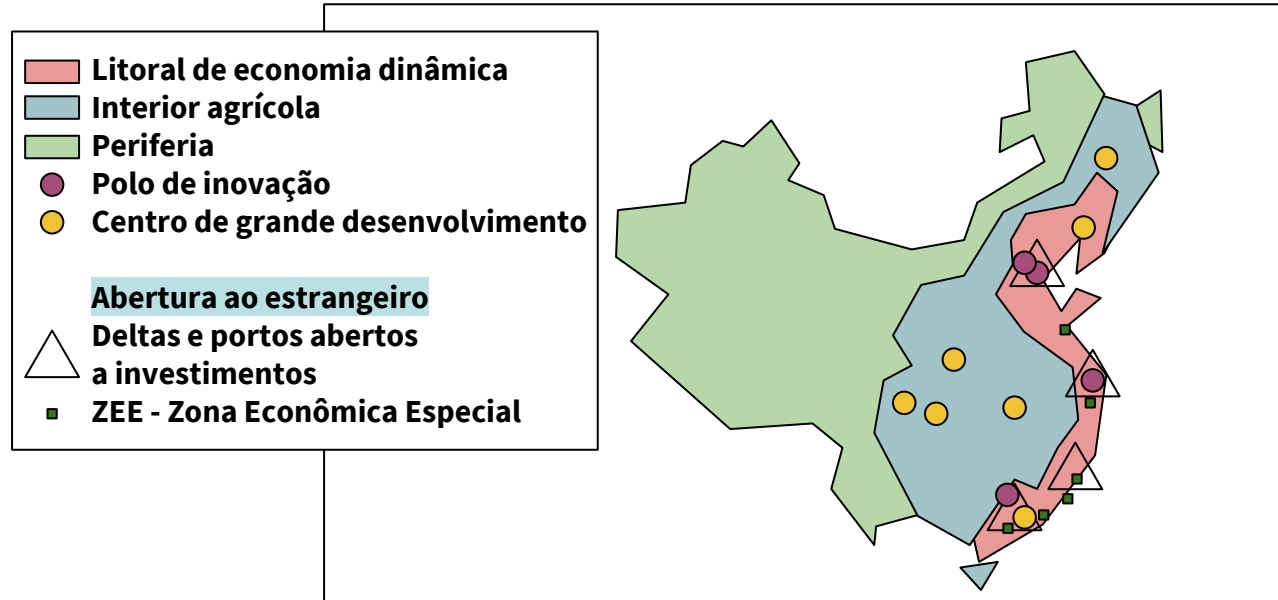 Litoral de economia dinâmica
Interior agrícola
Periferia
Polo de inovação
Centro de grande desenvolvimento
Abertura ao estrangeiro
Deltas e portos abertos
a investimentos
ZEE - Zona Econômica Especial